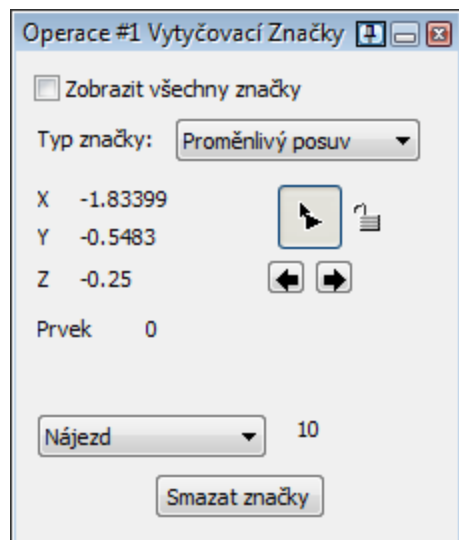 Operace #1 Vytyčovací Značky
Zobrazit všechny značky
Typ značky: Proměnlivý posuv
X -1.83399
Y -0.5483
Z -0.25
Prvek 0
Nájezd 10
Smazat značky